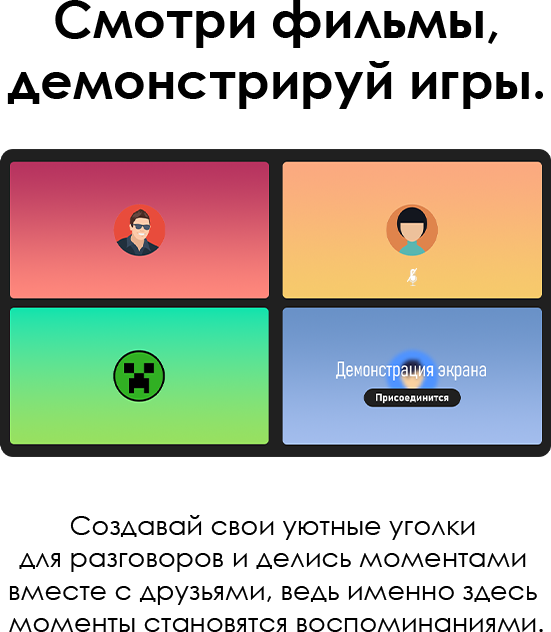 Смотри фильмы,
демонстрируй игры.
Демонстрация экрана
Присоединится
Создавай свои уютные уголки
для разговоров и делись моментами
вместе с друзьями, ведь именно здесь
моменты становятся воспоминаниями.